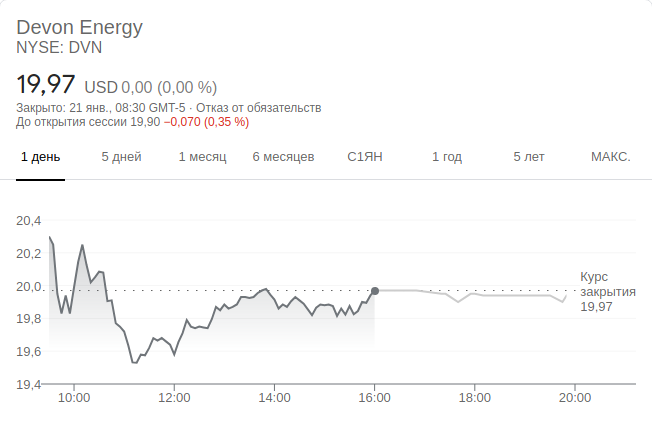 Devon Energy
NYSE: DVN
19,97 USD 0,00 (0,00 %)
Закрыто: 21 янв., 08:30 GMT-5 · Отказ от обязательств
До открытия сессии 19,90 −0,070 (0,35 %)
1 день 5 дней 1 месяц 6 месяцев С1ЯН 1 год 5 лет МАКС.
20,4
20,2
20,0
19,8
19,6
19,4
Курс
закрытия
19,97
10:00 12:00 14:00 16:00 18:00 20:00